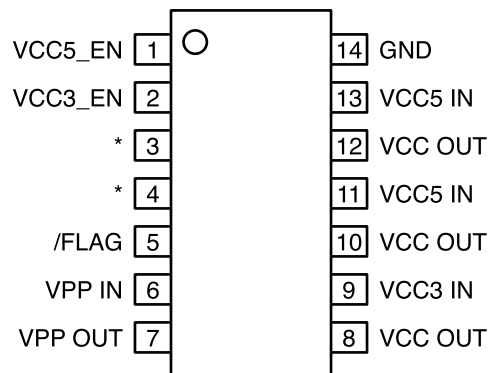 VCC5_EN 1 14 GND
VCC3_EN 2 13 VCC5 IN
* 3 12 VCC OUT
* 4 11 VCC5 IN
/FLAG 5 10 VCC OUT
VPP IN 6 9 VCC3 IN
VPP OUT 7 8 VCC OUT